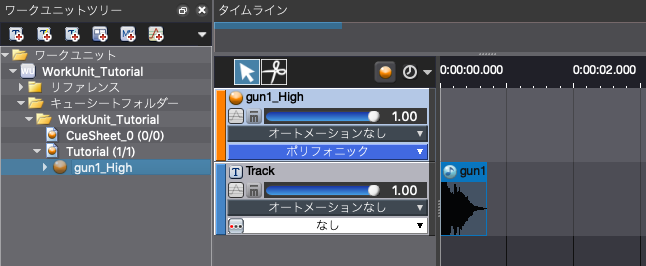 ワークユニットツリー
ワークユニット
WU WorkUnit_Tutorial
リファレンス
キューシートフォルダー
WorkUnit_Tutorial
CueSheet_0 (0/0)
Tutorial (1/1)
gun1_High
タイムライン
0:00:00.000
0:00:02.000
gun1_High
m 1.00
オートメーションなし
ポリフォニック
T Track
m 1.00
オートメーションなし
なし
gun1